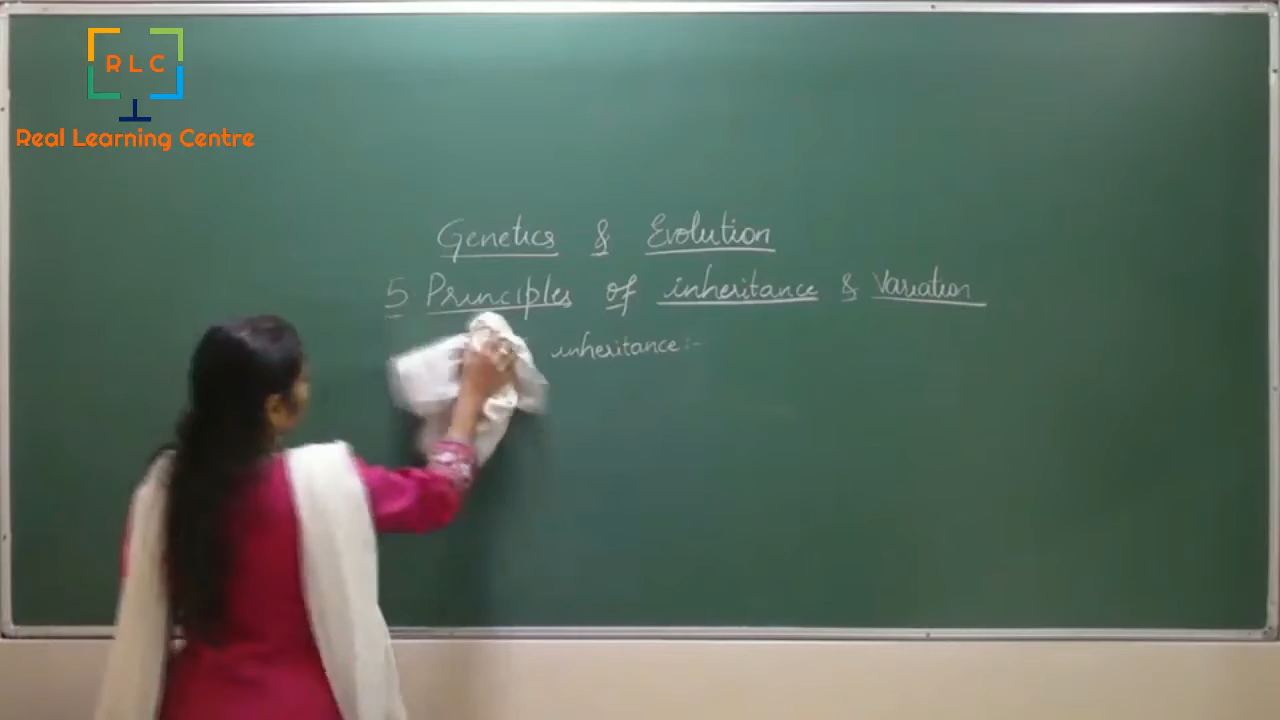 R L C
Real Learning Centre
Genetics & Evolution
5 Principles of inheritance & Variation
inheritance :-